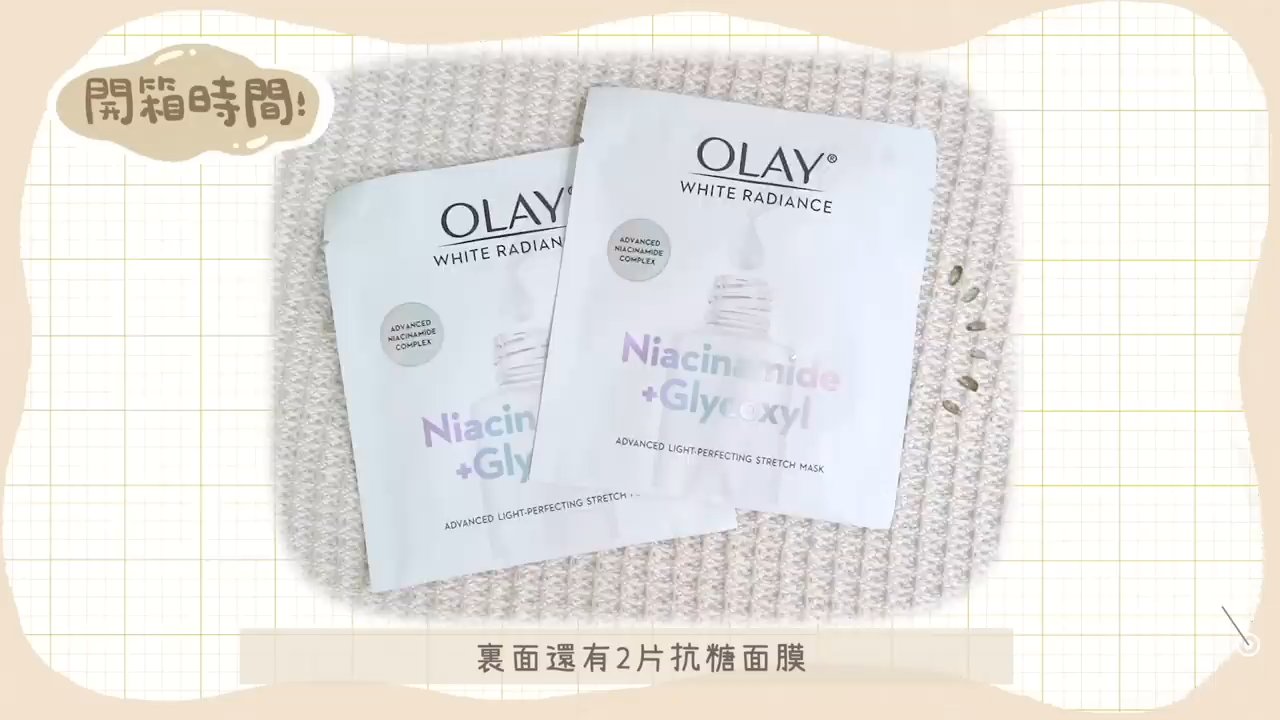 開箱時間!
OLAY®
WHITE RADIANCE
ADVANCED
NIACINAMIDE
COMPLEX
Niacinamide
+Glycoxyl
ADVANCED LIGHT-PERFECTING STRETCH MASK
OLAY®
WHITE RADIAN
ADVANCED
NIACINAMIDE
COMPLEX
Niacin
+Gly
ADVANCED LIGHT-PERFECTING STRETCH
裏面還有2片抗糖面膜